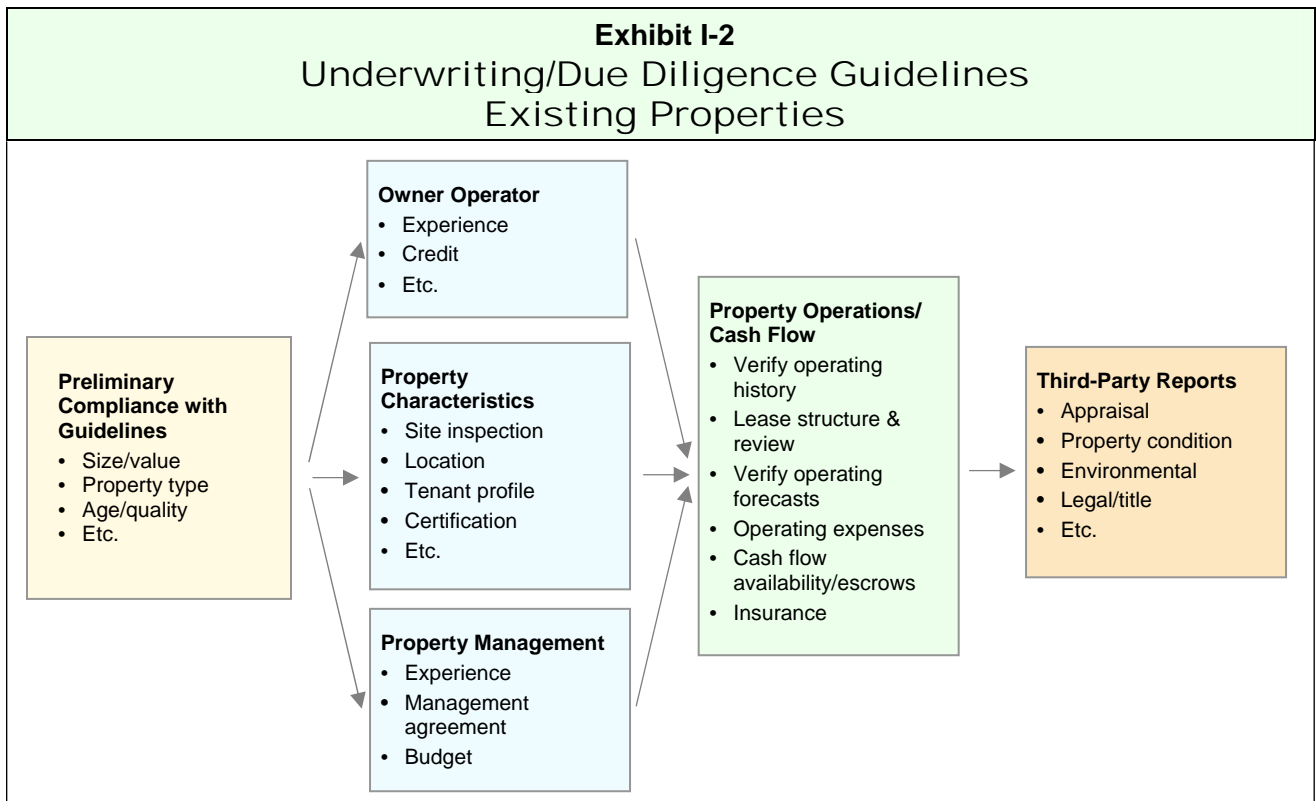 Exhibit I-2
Underwriting/Due Diligence Guidelines
Existing Properties
Preliminary
Compliance with
Guidelines
• Size/value
• Property type
• Age/quality
• Etc.
Owner Operator
• Experience
• Credit
• Etc.
Property
Characteristics
• Site inspection
• Location
• Tenant profile
• Certification
• Etc.
Property Management
• Experience
• Management
agreement
• Budget
Property Operations/
Cash Flow
• Verify operating
history
• Lease structure &
review
• Verify operating
forecasts
• Operating expenses
• Cash flow
availability/escrows
• Insurance
Third-Party Reports
• Appraisal
• Property condition
• Environmental
• Legal/title
• Etc.